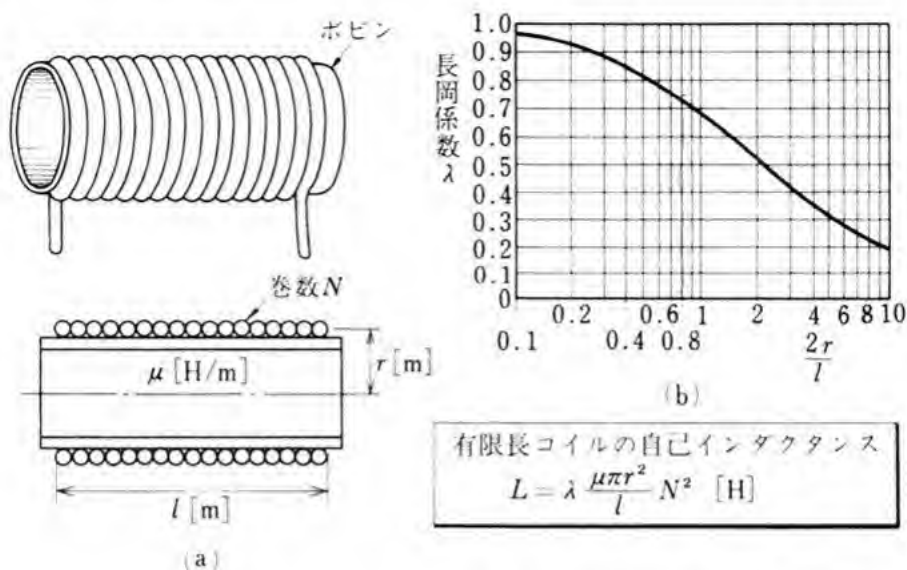 ボビン
巻数N
μ [H/m]
r[m]
l [m]
(a)
長岡係数λ
1.0
0.9
0.8
0.7
0.6
0.5
0.4
0.3
0.2
0.1
0
0.2 0.6 1 2 4 6 8 10
0.1 0.4 0.8
2r
l
(b)
有限長コイルの自己インダクタンス
L = λ μπr² / l N² [H]